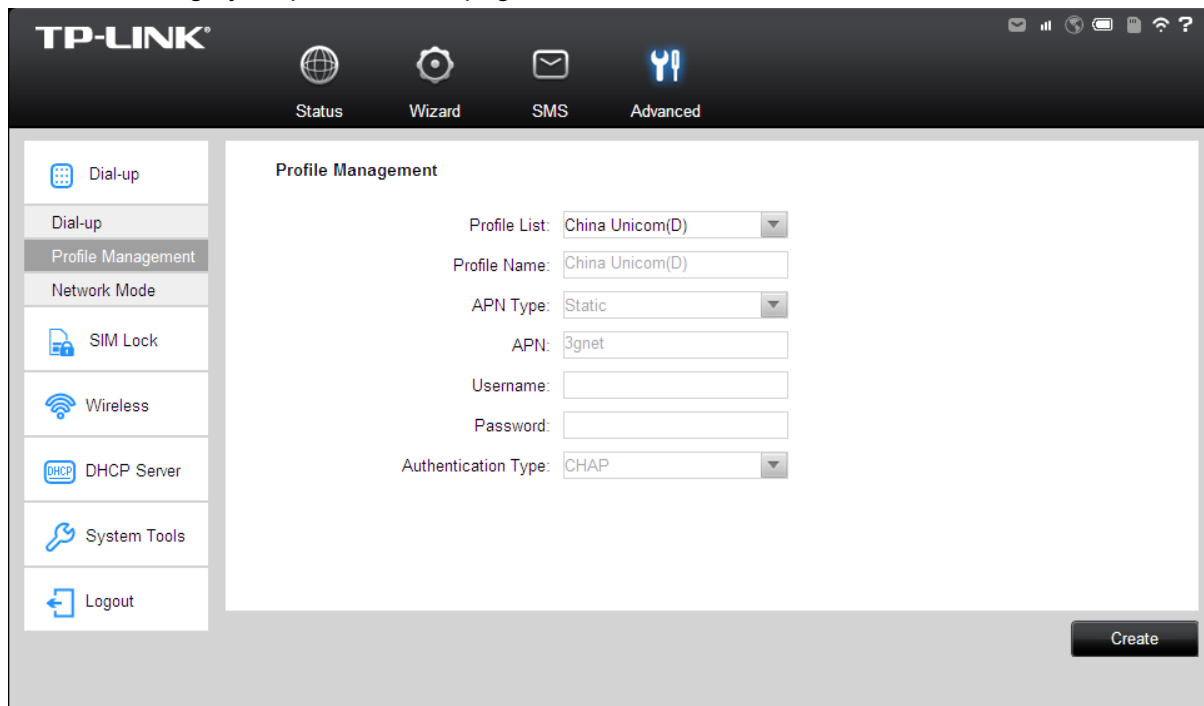 TP-LINK®
?
Status Wizard SMS Advanced
Dial-up
Dial-up
Profile Management
Network Mode
SIM Lock
Wireless
DHCP DHCP Server
System Tools
Logout
Profile Management
Profile List: China Unicom(D)
Profile Name: China Unicom(D)
APN Type: Static
APN: 3gnet
Username:
Password:
Authentication Type: CHAP
Create